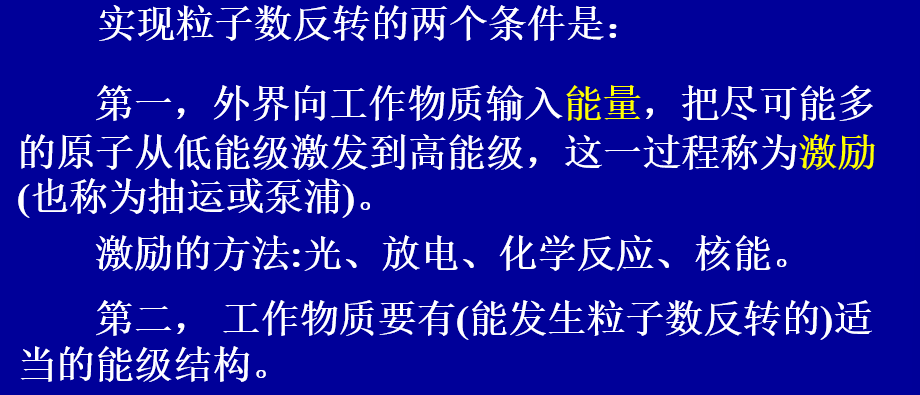 实现粒子数反转的两个条件是：
第一，外界向工作物质输入能量，把尽可能多
的原子从低能级激发到高能级，这一过程称为激励
(也称为抽运或泵浦)。
激励的方法:光、放电、化学反应、核能。
第二， 工作物质要有(能发生粒子数反转的)适
当的能级结构。